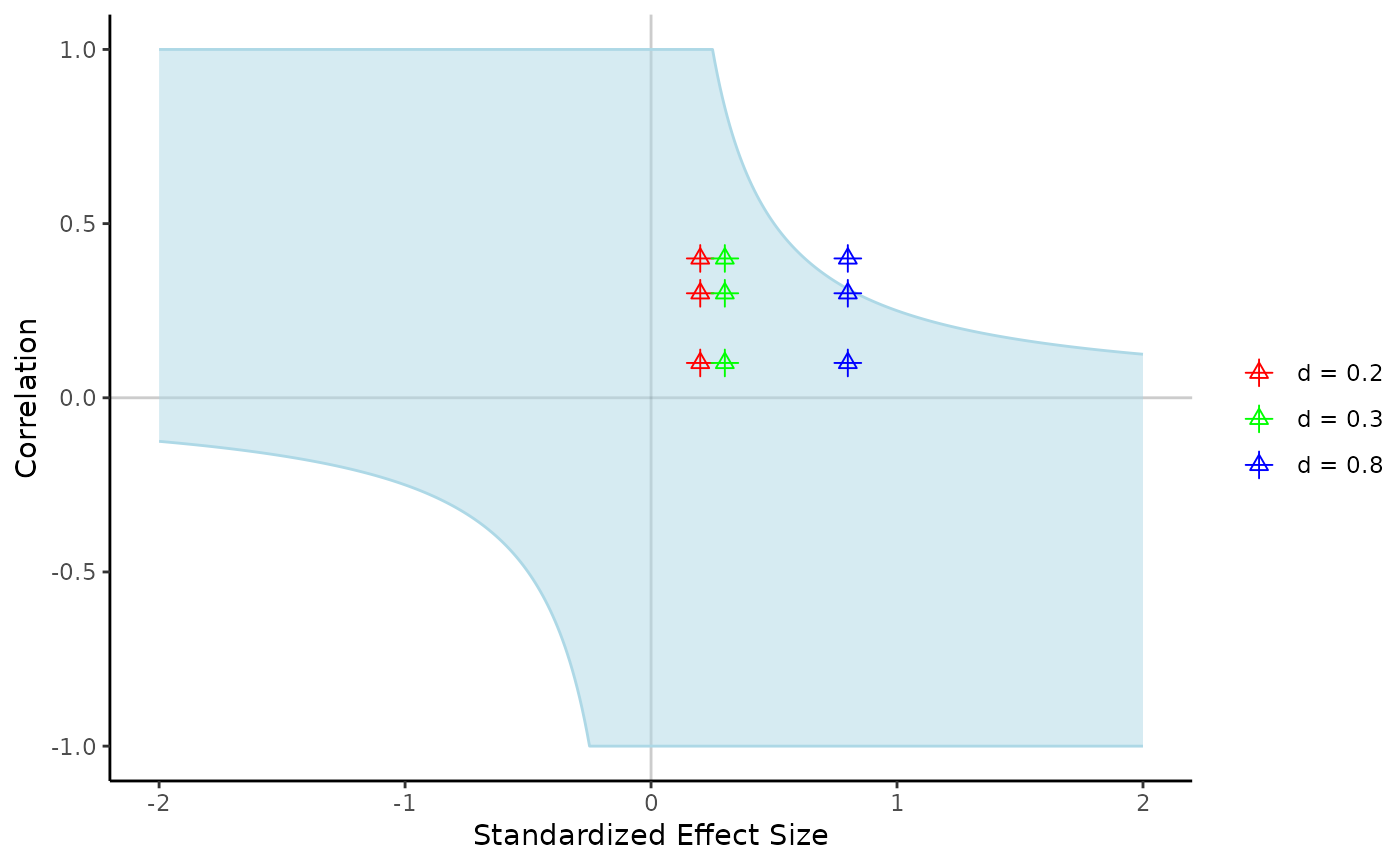 1.0
0.5
0.0
-0.5
-1.0
Correlation
-2
-1
0
1
2
Standardized Effect Size
d = 0.2
d = 0.3
d = 0.8